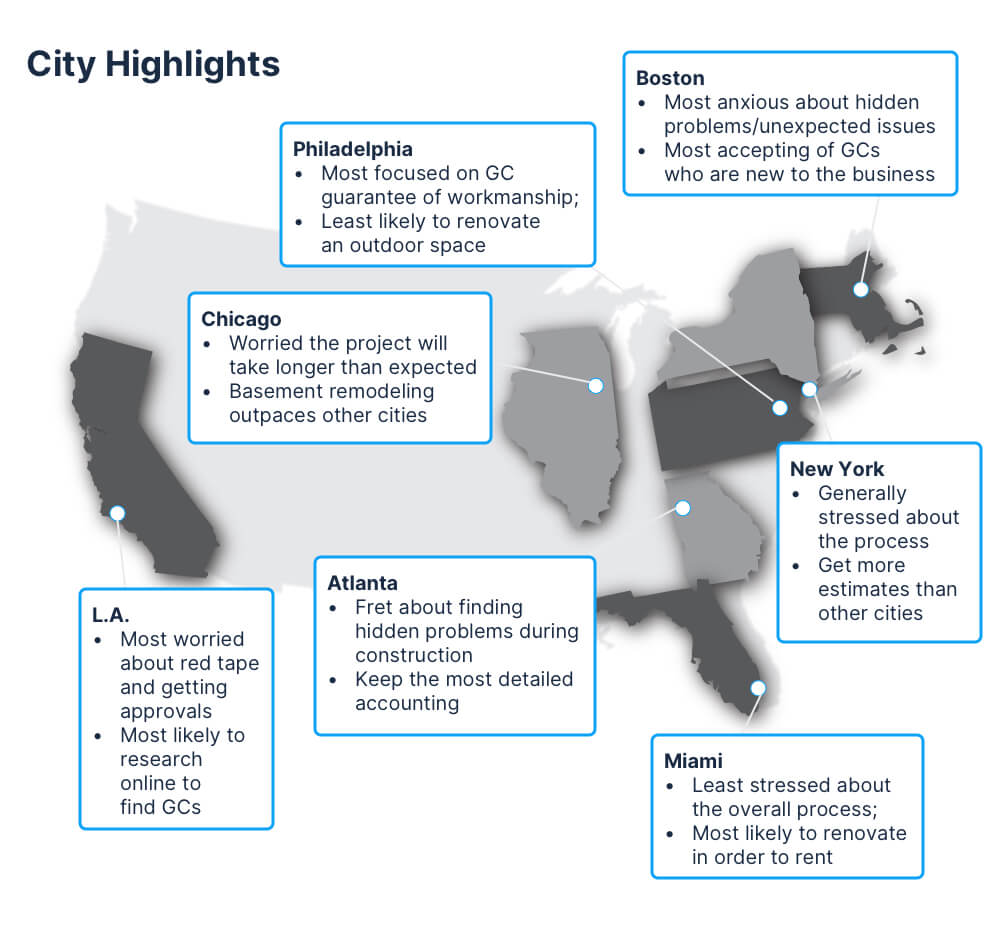 City Highlights
Boston
• Most anxious about hidden
problems/unexpected issues
• Most accepting of GCs
who are new to the business
Philadelphia
• Most focused on GC
guarantee of workmanship;
• Least likely to renovate
an outdoor space
Chicago
• Worried the project will
take longer than expected
• Basement remodeling
outpaces other cities
New York
• Generally
stressed about
the process
• Get more
estimates than
other cities
Atlanta
• Fret about finding
hidden problems during
construction
• Keep the most detailed
accounting
L.A.
• Most worried
about red tape
and getting
approvals
• Most likely to
research
online to
find GCs
Miami
• Least stressed about
the overall process;
• Most likely to renovate
in order to rent